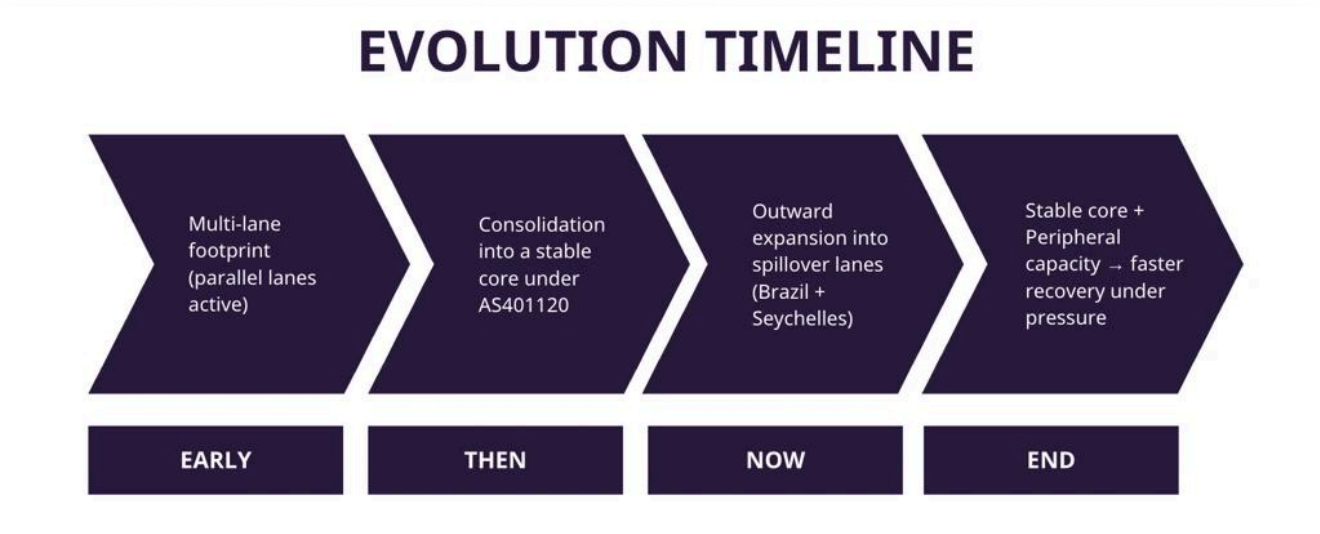 EVOLUTION TIMELINE
Multi-lane
footprint
(parallel lanes
active)
Consolidation
into a stable
core under
AS401120
Outward
expansion into
spillover lanes
(Brazil +
Seychelles)
Stable core +
Peripheral
capacity → faster
recovery under
pressure
EARLY
THEN
NOW
END